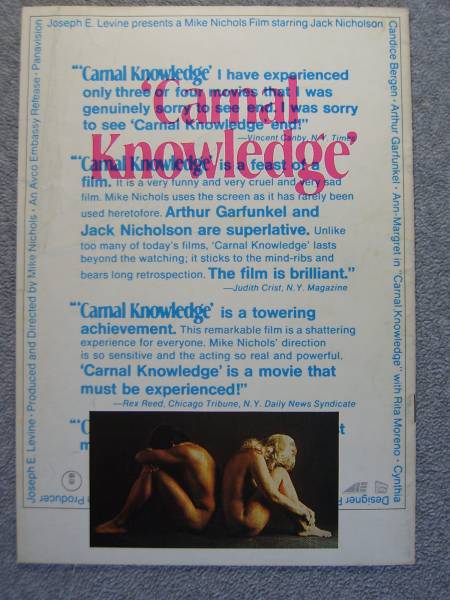 Joseph E. Levine presents a Mike Nichols Film starring Jack Nicholson
Candice Bergen · Arthur Garfunkel · Ann-Margret in "Carnal Knowledge" with Rita Moreno · Cynthia
'Carnal
Knowledge'
"'Carnal Knowledge' I have experienced
only three or four movies that I was
genuinely sorry to see end. I was sorry
to see 'Carnal Knowledge' end!"
—Vincent Canby, N.Y. Times
"'Carnal Knowledge' is a feast of a
film. It is a very funny and very cruel and very sad
film. Mike Nichols uses the screen as it has rarely been
used heretofore. Arthur Garfunkel and
Jack Nicholson are superlative. Unlike
too many of today's films, 'Carnal Knowledge' lasts
beyond the watching; it sticks to the mind-ribs and
bears long retrospection. The film is brilliant."
—Judith Crist, N.Y. Magazine
"'Carnal Knowledge' is a towering
achievement. This remarkable film is a shattering
experience for everyone. Mike Nichols' direction
is so sensitive and the acting so real and powerful.
'Carnal Knowledge' is a movie that
must be experienced!"
—Rex Reed, Chicago Tribune, N.Y. Daily News Syndicate
Designer
Producer
Joseph E. Levine · Produced and Directed by Mike Nichols · An Avco Embassy Release · Panavision